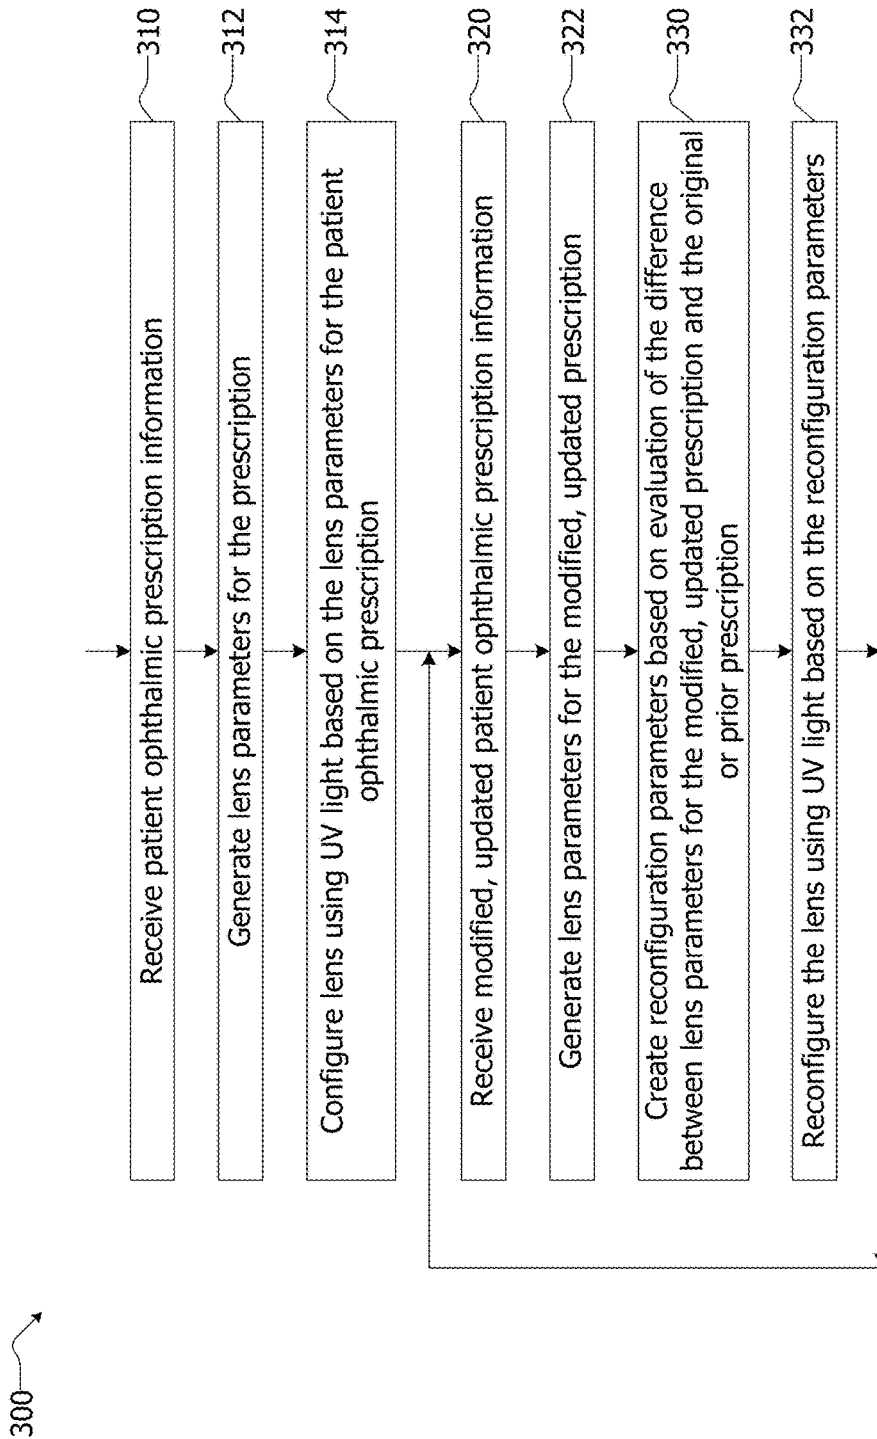 300
Receive patient ophthalmic prescription information
310
Generate lens parameters for the prescription
312
Configure lens using UV light based on the lens parameters for the patient
ophthalmic prescription
314
Receive modified, updated patient ophthalmic prescription information
320
Generate lens parameters for the modified, updated prescription
322
Create reconfiguration parameters based on evaluation of the difference
between lens parameters for the modified, updated prescription and the original
or prior prescription
330
Reconfigure the lens using UV light based on the reconfiguration parameters
332